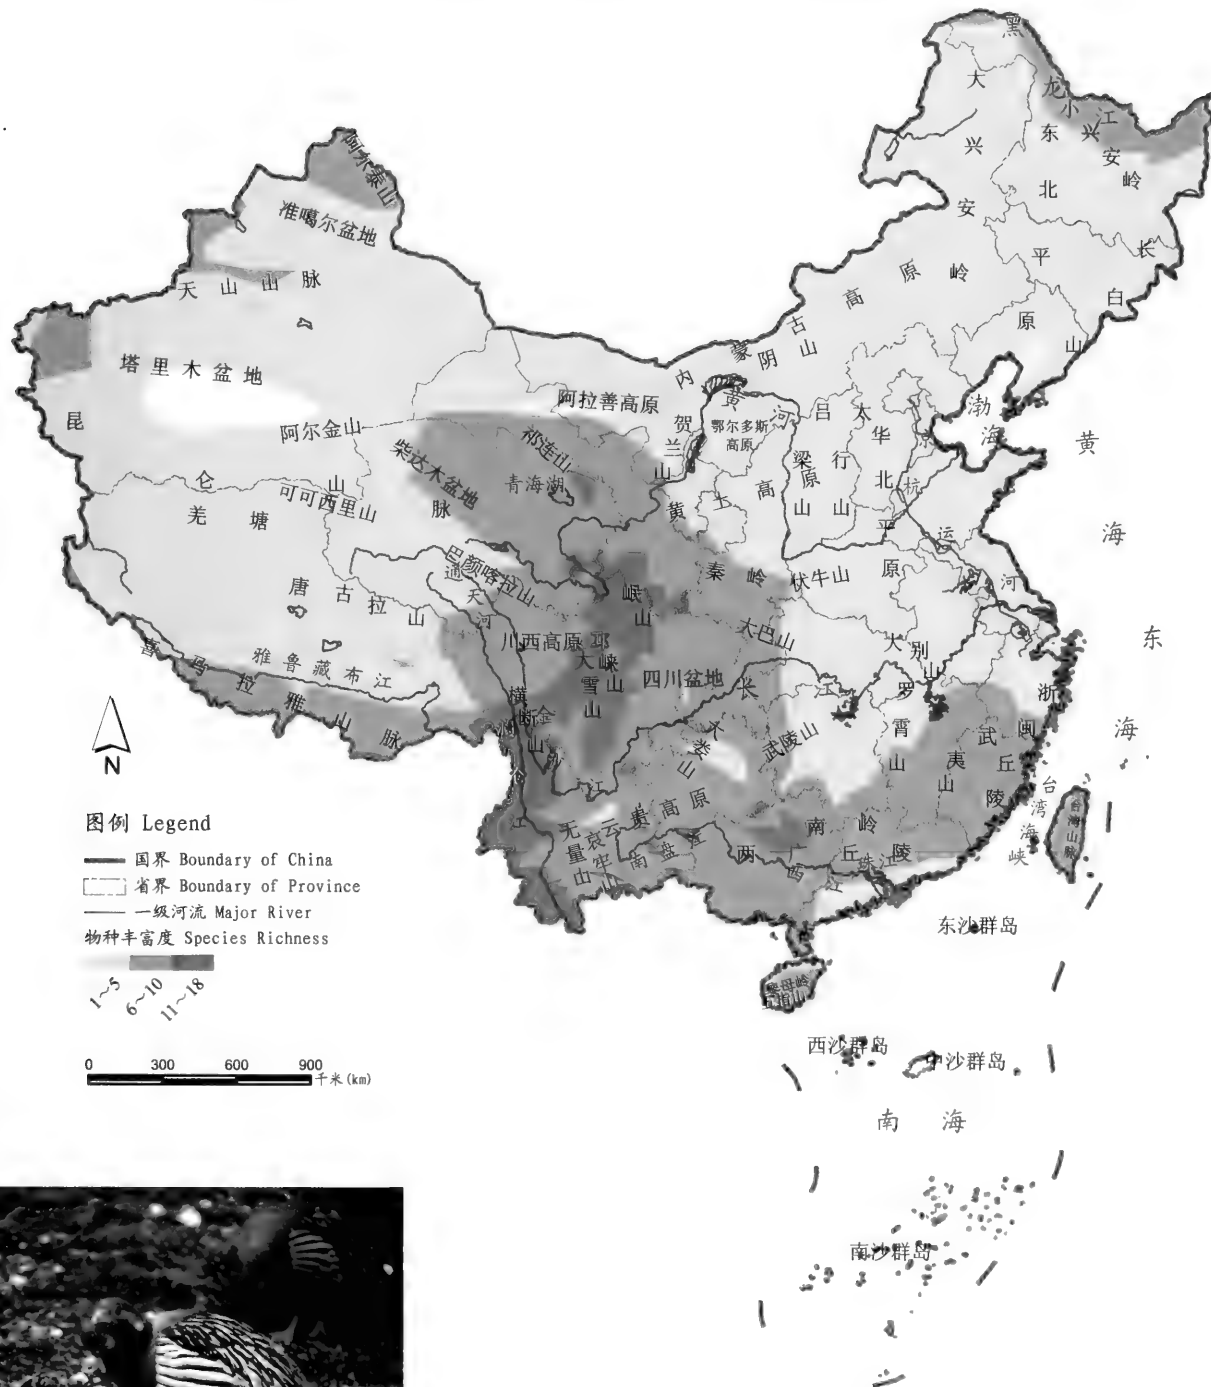 黑
龙
江
大
兴
安
岭
小
兴
安
岭
东
北
平
原
长
白
山
阿尔泰山
准噶尔盆地
天山山脉
塔里木盆地
昆
仑
山
脉
阿尔金山
可可西里山
羌塘
唐古拉山
柴达木盆地
祁连山
青海湖
阿拉善高原
内
蒙
古
高
原
阴
山
贺
兰
山
黄
河
鄂尔多斯
高原
吕
梁
山
太
行
山
华
北
平
原
京
杭
运
河
黄
土
高
原
渤
海
黄
海
东
海
巴颜喀拉山
通
天
河
岷
山
秦岭
伏牛山
大巴山
大
别
山
川西高原
邛
崃
山
大
雪
山
四川盆地
长
江
喜
马
拉
雅
山
脉
雅鲁藏布江
横
断
山
澜
沧
江
金
沙
江
大
娄
山
武陵山
罗
霄
山
武
夷
山
浙
闽
丘
陵
台
湾
海
峡
台
湾
山
脉
无
量
山
哀
牢
山
云
贵
高
原
南
盘
江
南
岭
两
广
丘
陵
西
江
珠江
黎母岭
五指山
东沙群岛
西沙群岛
中沙群岛
南海
南沙群岛
N
图例 Legend
国界 Boundary of China
省界 Boundary of Province
一级河流 Major River
物种丰富度 Species Richness
1～5
6～10
11～18
0 300 600 900
千米(km)